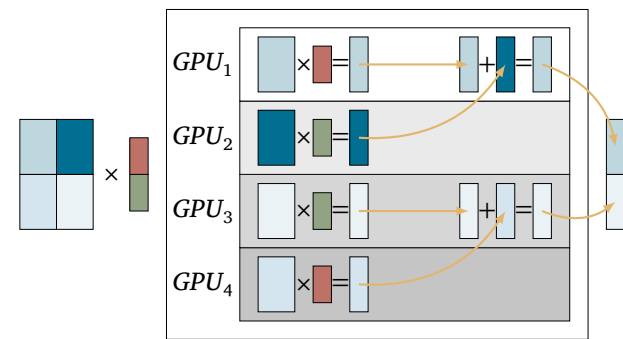 GPU₁ × = + =
GPU₂ × =
×
GPU₃ × = + =
GPU₄ × =